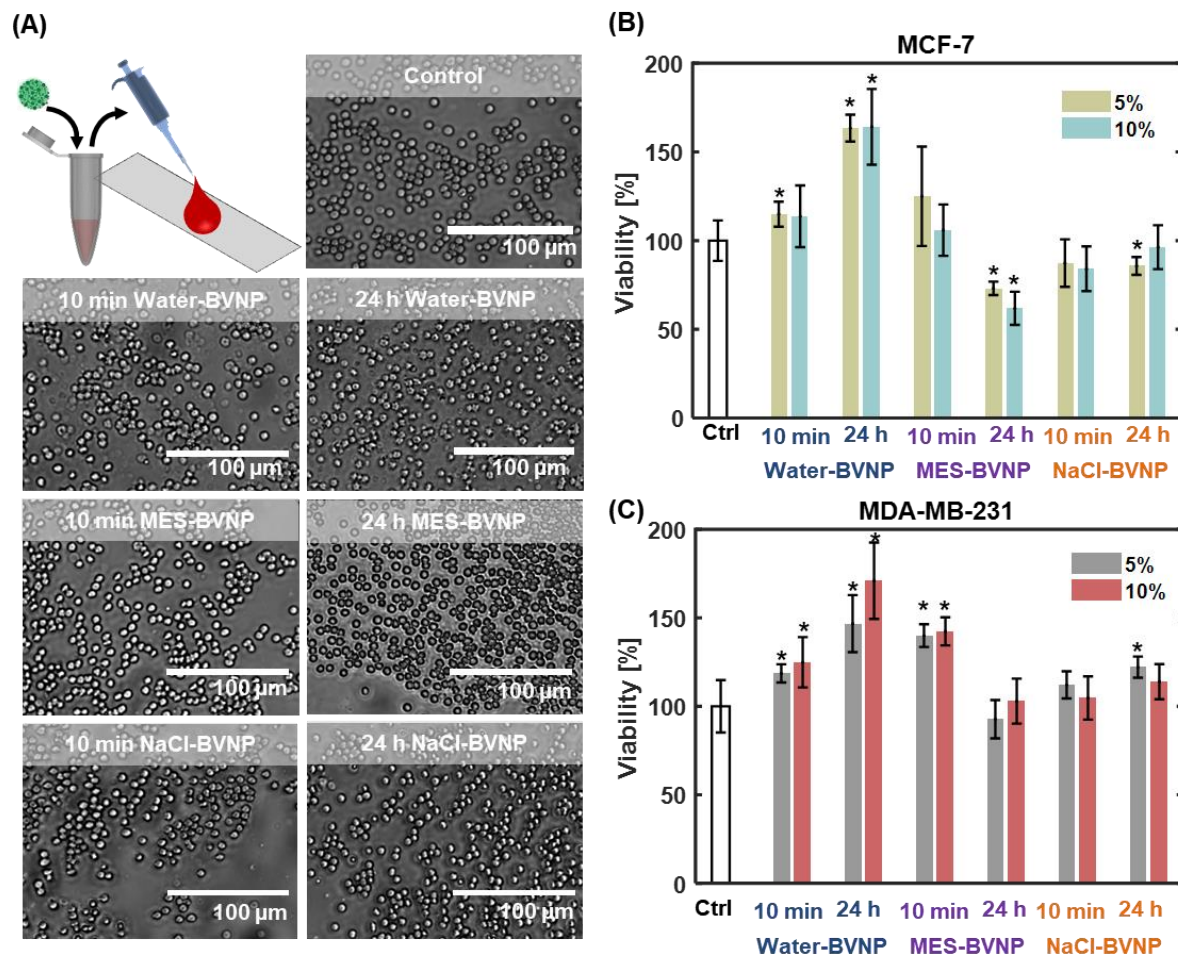 (A)
Control
100 µm
10 min Water-BVNP
100 µm
24 h Water-BVNP
100 µm
10 min MES-BVNP
100 µm
24 h MES-BVNP
100 µm
10 min NaCl-BVNP
100 µm
24 h NaCl-BVNP
100 µm
(B)
MCF-7
Viability [%]
200
150
100
50
0
5%
10%
* * * * * *
Ctrl
10 min 24 h 10 min 24 h 10 min 24 h
Water-BVNP MES-BVNP NaCl-BVNP
(C)
MDA-MB-231
Viability [%]
200
150
100
50
0
5%
10%
* * * * * * *
Ctrl
10 min 24 h 10 min 24 h 10 min 24 h
Water-BVNP MES-BVNP NaCl-BVNP